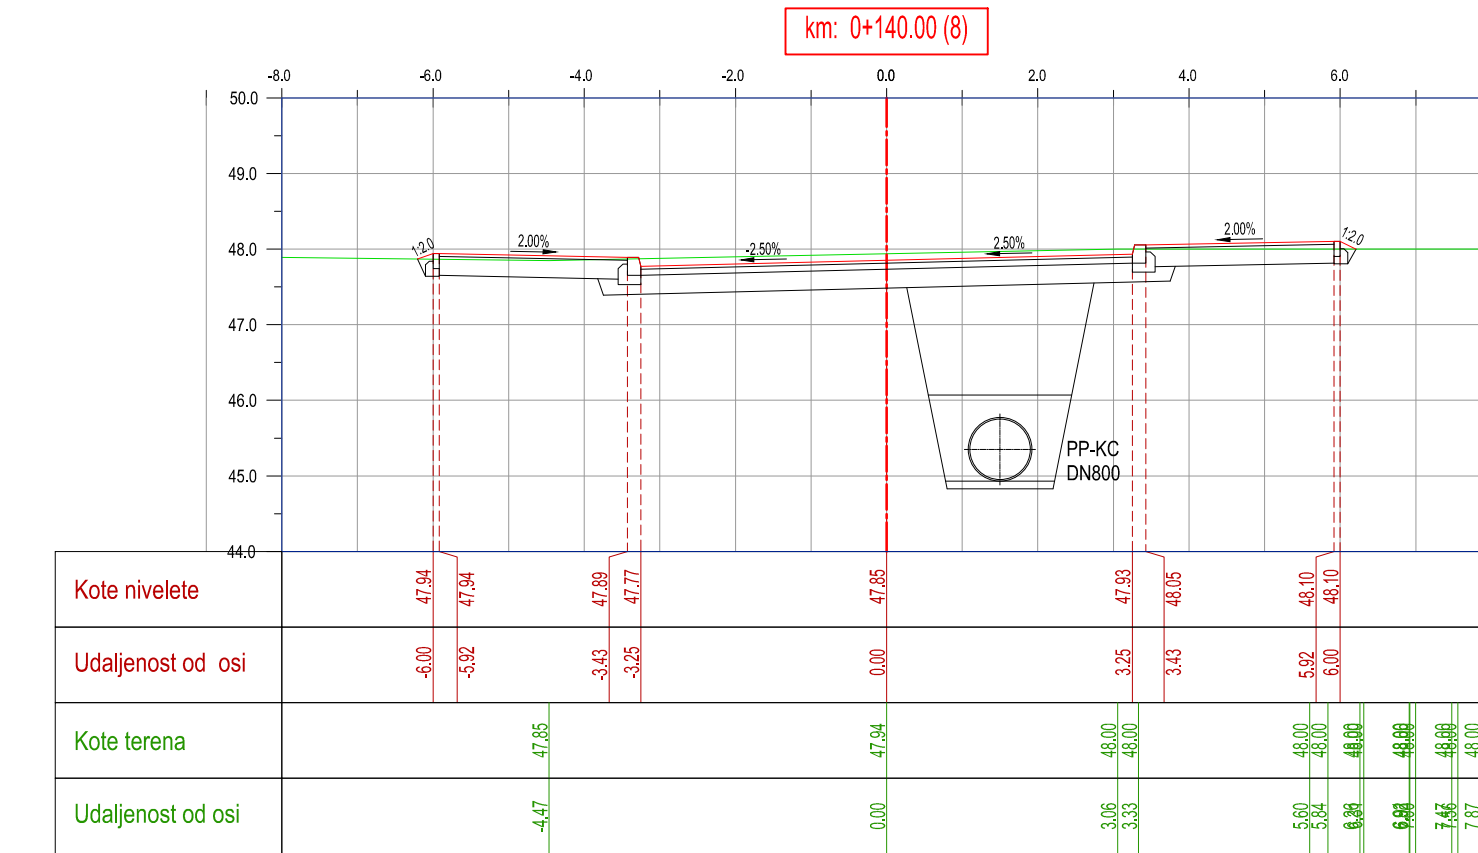 km: 0+140.00 (8)
-8.0 -6.0 -4.0 -2.0 0.0 2.0 4.0 6.0
50.0
49.0
48.0
47.0
46.0
45.0
44.0
1:2.0 2.00% -2.50% 2.50% 2.00% 1:2.0
PP-KC
DN800
Kote nivelete 47.94 47.94 47.89 47.77 47.85 47.93 48.05 48.10 48.10
Udaljenost od osi -6.00 -5.92 -3.43 -3.25 0.00 3.25 3.43 5.92 6.00
Kote terena 47.85 47.94 48.00 48.00 48.00 48.00 48.00
Udaljenost od osi -4.47 0.00 3.06 3.33 5.60 5.84 7.87